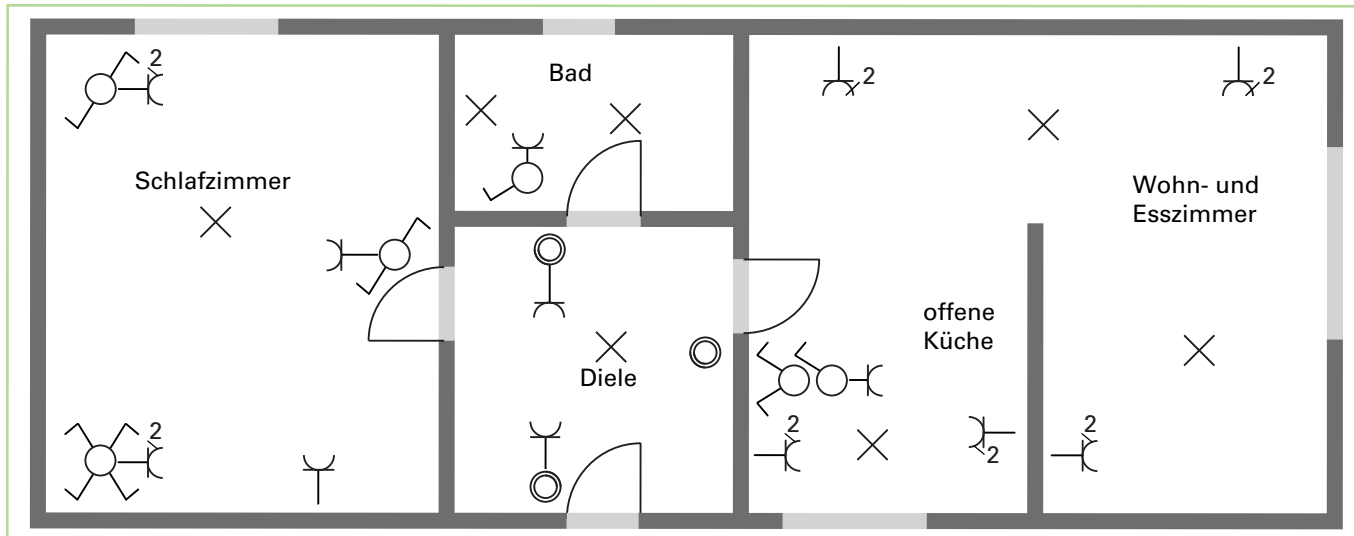 2
Bad
2
2
Schlafzimmer
Wohn- und
Esszimmer
offene
Küche
Diele
2
2
2
2